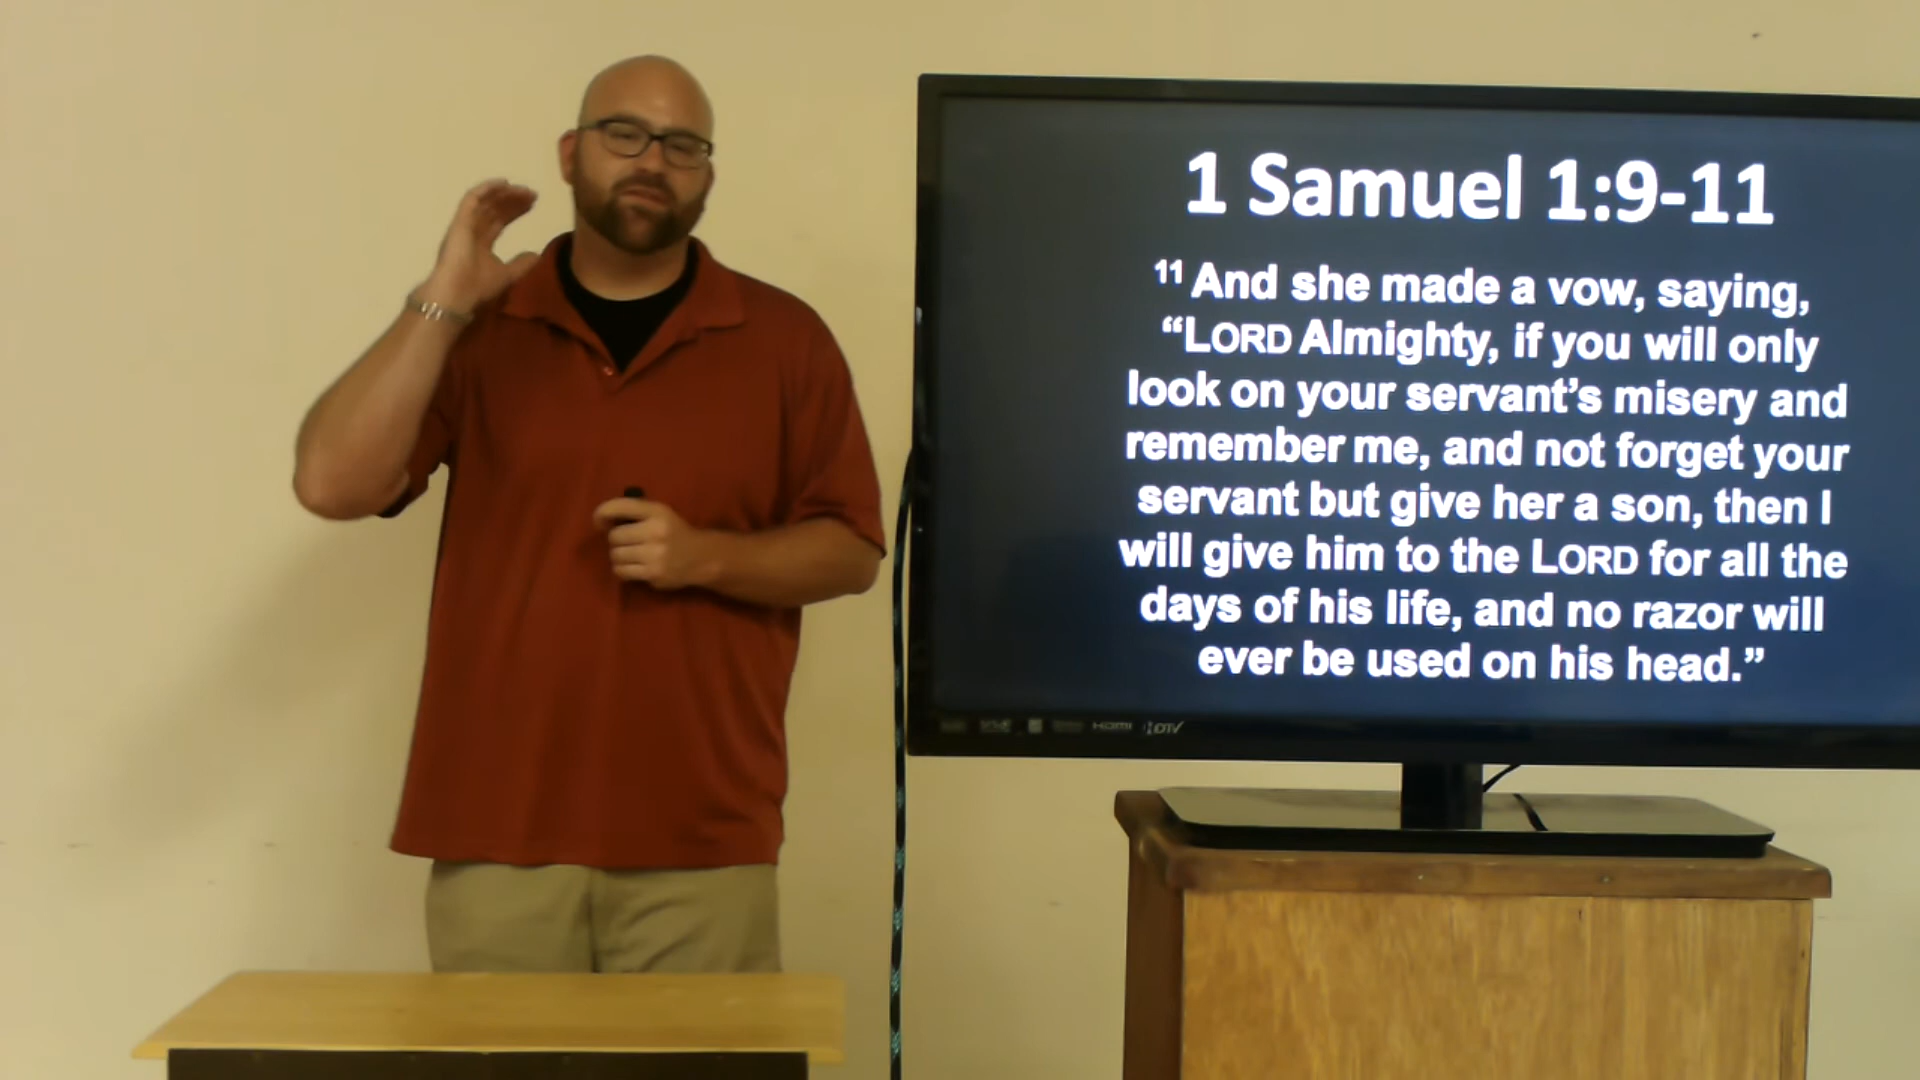 1 Samuel 1:9-11
11 And she made a vow, saying,
“LORD Almighty, if you will only
look on your servant’s misery and
remember me, and not forget your
servant but give her a son, then I
will give him to the LORD for all the
days of his life, and no razor will
ever be used on his head.”
HDMI HDTV